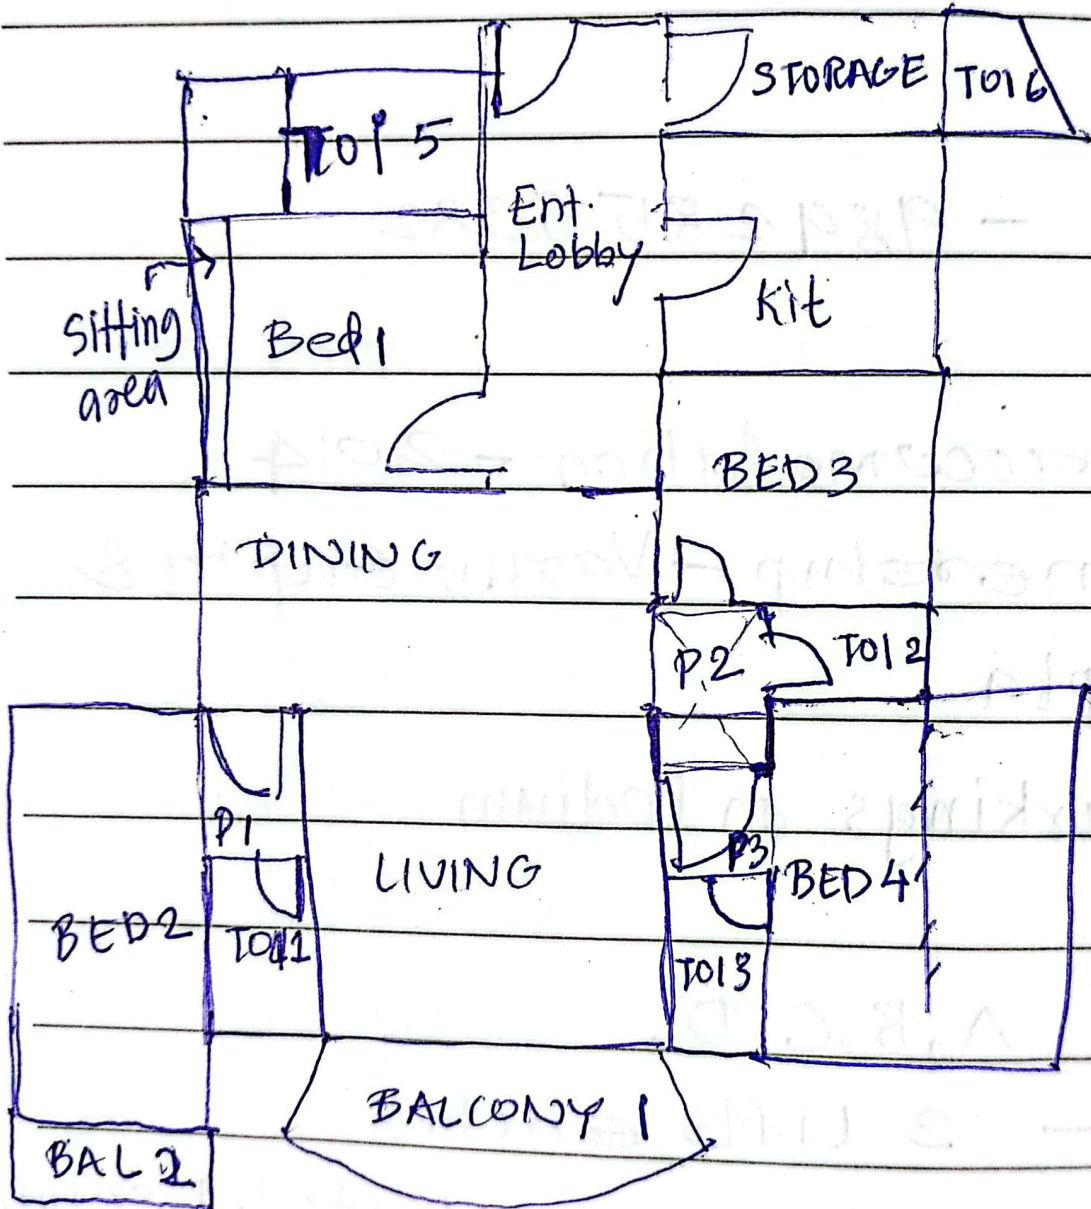 STORAGE
TOI 6
TOI 5
Ent.
Lobby
Sitting
area
Bed 1
Kit
BED 3
DINING
P.2
TOI 2
P1
P3
LIVING
BED 4
BED 2
TOI 1
TOI 3
BALCONY 1
BAL 2